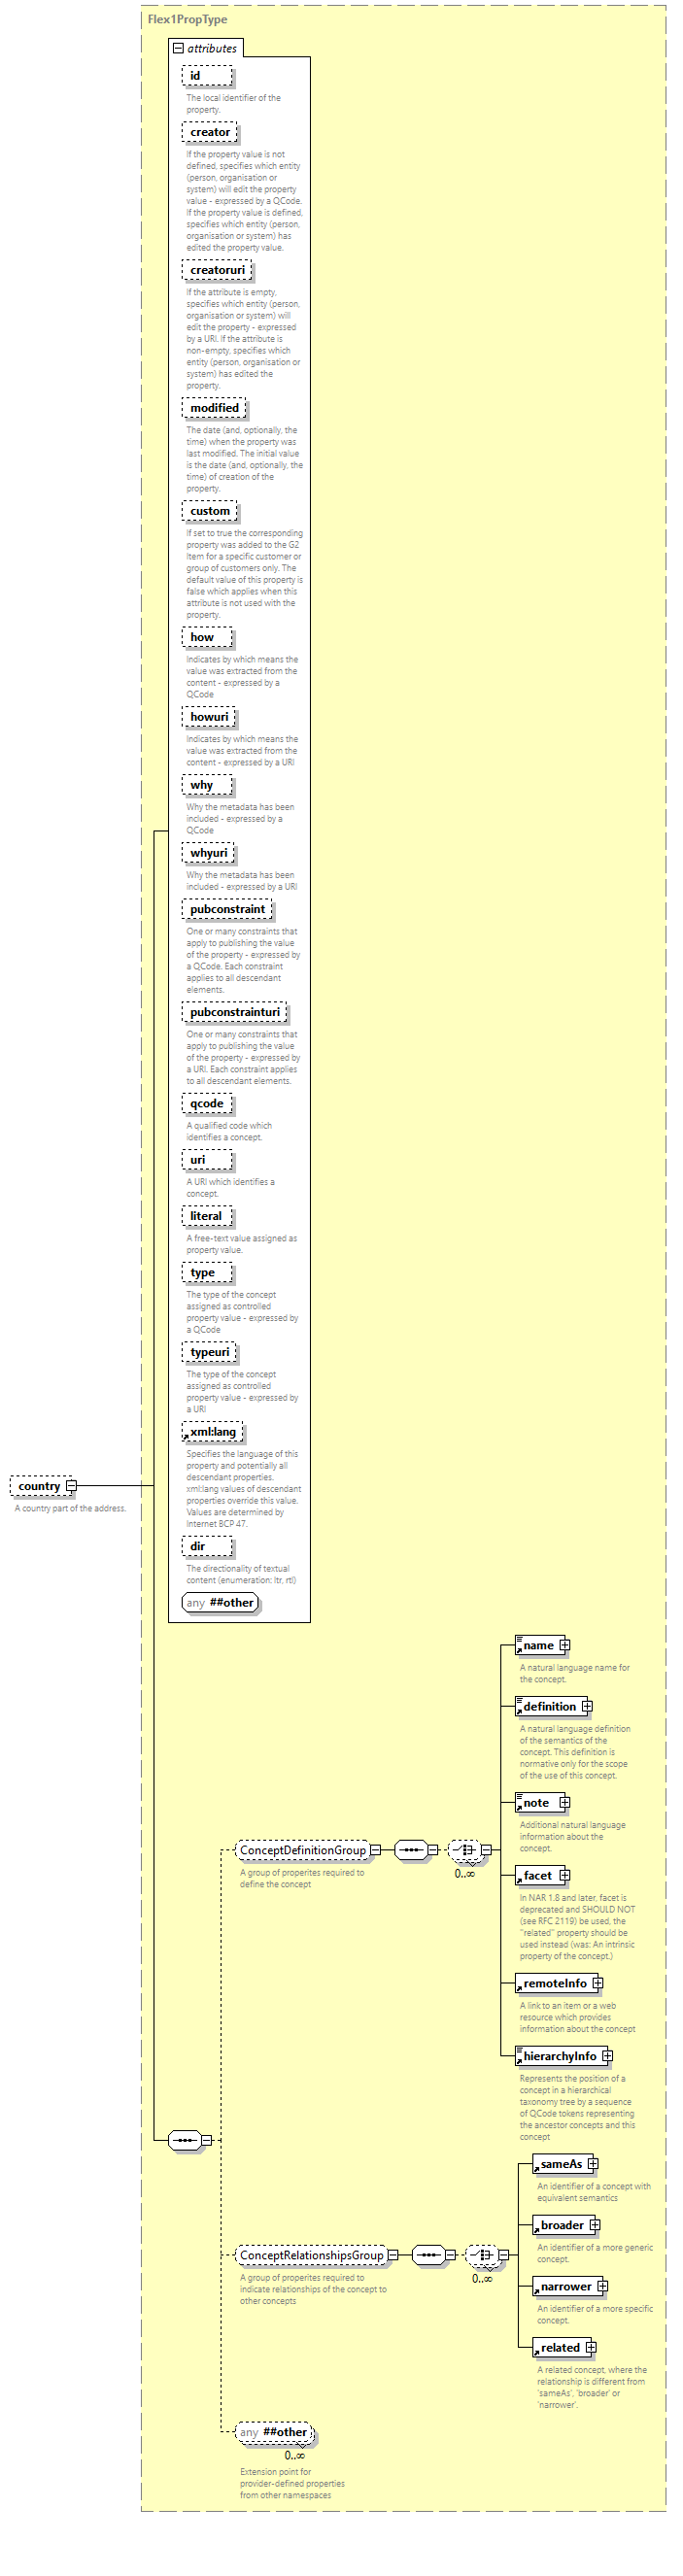 Flex1PropType
attributes
id
The local identifier of the
property.
creator
If the property value is not
defined, specifies which entity
(person, organisation or
system) will edit the property
value - expressed by a QCode.
If the property value is defined,
specifies which entity (person,
organisation or system) has
edited the property value.
creatoruri
If the attribute is empty,
specifies which entity (person,
organisation or system) will
edit the property - expressed
by a URI. If the attribute is
non-empty, specifies which
entity (person, organisation or
system) has edited the
property.
modified
The date (and, optionally, the
time) when the property was
last modified. The initial value
is the date (and, optionally, the
time) of creation of the
property.
custom
If set to true the corresponding
property was added to the G2
Item for a specific customer or
group of customers only. The
default value of this property is
false which applies when this
attribute is not used with the
property.
how
Indicates by which means the
value was extracted from the
content - expressed by a
QCode
howuri
Indicates by which means the
value was extracted from the
content - expressed by a URI
why
Why the metadata has been
included - expressed by a
QCode
whyuri
Why the metadata has been
included - expressed by a URI
pubconstraint
One or many constraints that
apply to publishing the value
of the property - expressed by
a QCode. Each constraint
applies to all descendant
elements.
pubconstrainturi
One or many constraints that
apply to publishing the value
of the property - expressed by
a URI. Each constraint applies
to all descendant elements.
qcode
A qualified code which
identifies a concept.
uri
A URI which identifies a
concept.
literal
A free-text value assigned as
property value.
type
The type of the concept
assigned as controlled
property value - expressed by
a QCode
typeuri
The type of the concept
assigned as controlled
property value - expressed by
a URI
xml:lang
Specifies the language of this
property and potentially all
descendant properties.
xml:lang values of descendant
properties override this value.
Values are determined by
Internet BCP 47.
dir
The directionality of textual
content (enumeration: ltr, rtl)
any ##other
country
A country part of the address.
name
A natural language name for
the concept.
definition
A natural language definition
of the semantics of the
concept. This definition is
normative only for the scope
of the use of this concept.
note
Additional natural language
information about the
concept.
ConceptDefinitionGroup
0..∞
A group of properites required to
define the concept
facet
In NAR 1.8 and later, facet is
deprecated and SHOULD NOT
(see RFC 2119) be used, the
"related" property should be
used instead (was: An intrinsic
property of the concept.)
remoteInfo
A link to an item or a web
resource which provides
information about the concept
hierarchyInfo
Represents the position of a
concept in a hierarchical
taxonomy tree by a sequence
of QCode tokens representing
the ancestor concepts and this
concept
sameAs
An identifier of a concept with
equivalent semantics
broader
An identifier of a more generic
concept.
ConceptRelationshipsGroup
0..∞
A group of properites required to
indicate relationships of the concept to
other concepts
narrower
An identifier of a more specific
concept.
related
A related concept, where the
relationship is different from
'sameAs', 'broader' or
'narrower'.
any ##other
0..∞
Extension point for
provider-defined properties
from other namespaces